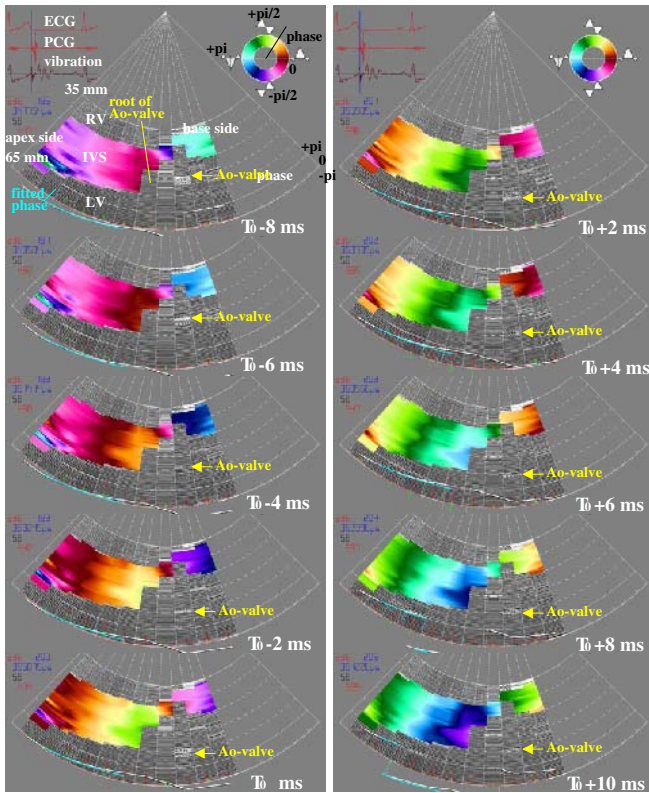 ECG
PCG
vibration
35 mm
+pi/2
phase
+pi
0
-pi/2
RV
root of
Ao-valve
base side
apex side
65 mm
IVS
Ao-valve
phase
+pi
0
-pi
fitted
phase
LV
T0-8 ms
Ao-valve
T0+2 ms
Ao-valve
T0-6 ms
Ao-valve
T0+4 ms
Ao-valve
T0-4 ms
Ao-valve
T0+6 ms
Ao-valve
T0-2 ms
Ao-valve
T0+8 ms
Ao-valve
T0 ms
Ao-valve
T0+10 ms